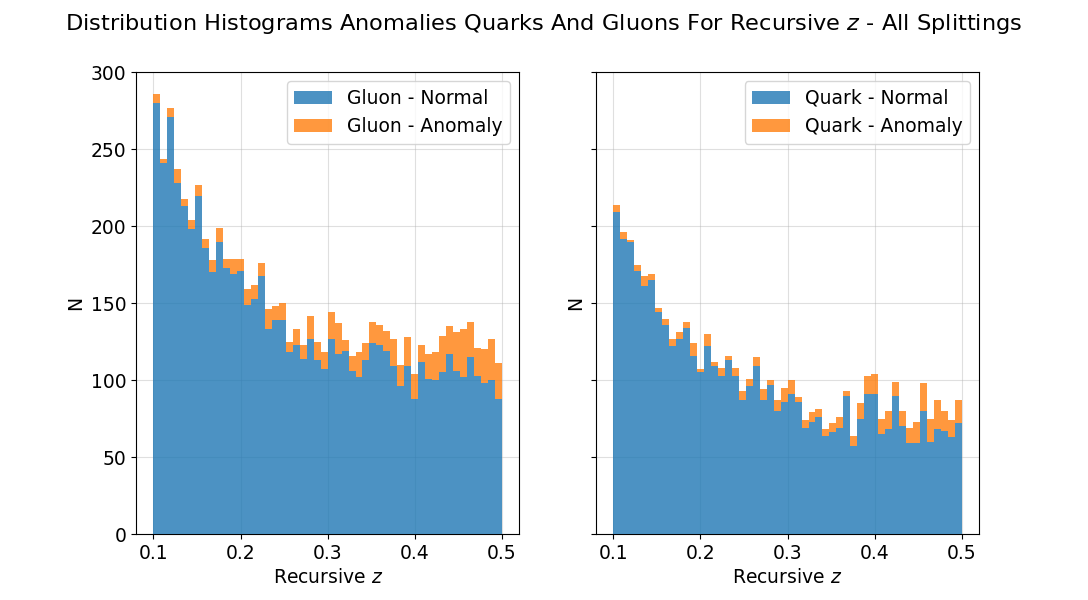 Distribution Histograms Anomalies Quarks And Gluons For Recursive z - All Splittings
Gluon - Normal
Gluon - Anomaly
300
250
200
150
100
50
0
N
0.1 0.2 0.3 0.4 0.5
Recursive z
Quark - Normal
Quark - Anomaly
N
0.1 0.2 0.3 0.4 0.5
Recursive z